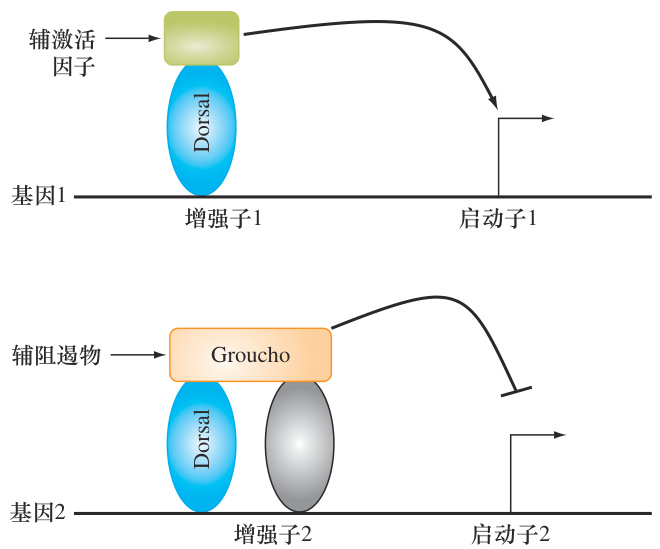 辅激活
因子
Dorsal
基因1
增强子1
启动子1
辅阻遏物
Groucho
Dorsal
基因2
增强子2
启动子2